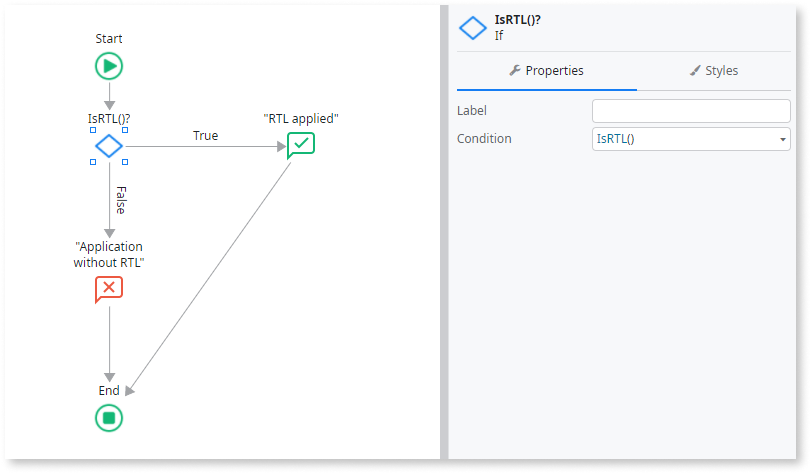 Start
IsRTL()?
True
"RTL applied"
False
"Application
without RTL"
End
IsRTL()?
If
Properties
Styles
Label
Condition
IsRTL()